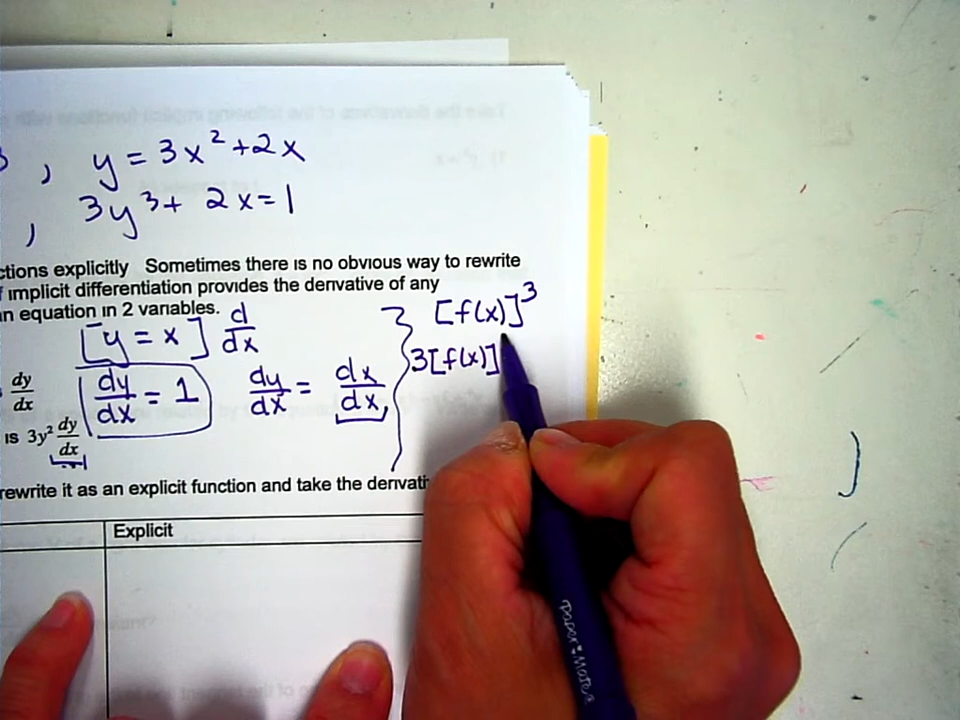 , y = 3x² + 2x
, 3y³ + 2x = 1
ctions explicitly Sometimes there is no obvious way to rewrite
implicit differentiation provides the derivative of any
n equation in 2 variables.
[y = x] d/dx
[f(x)]³
dy/dx
dy/dx = 1
dy/dx = dx/dx
3[f(x)]
is 3y² dy/dx
rewrite it as an explicit function and take the
Explicit
Paper:Mate